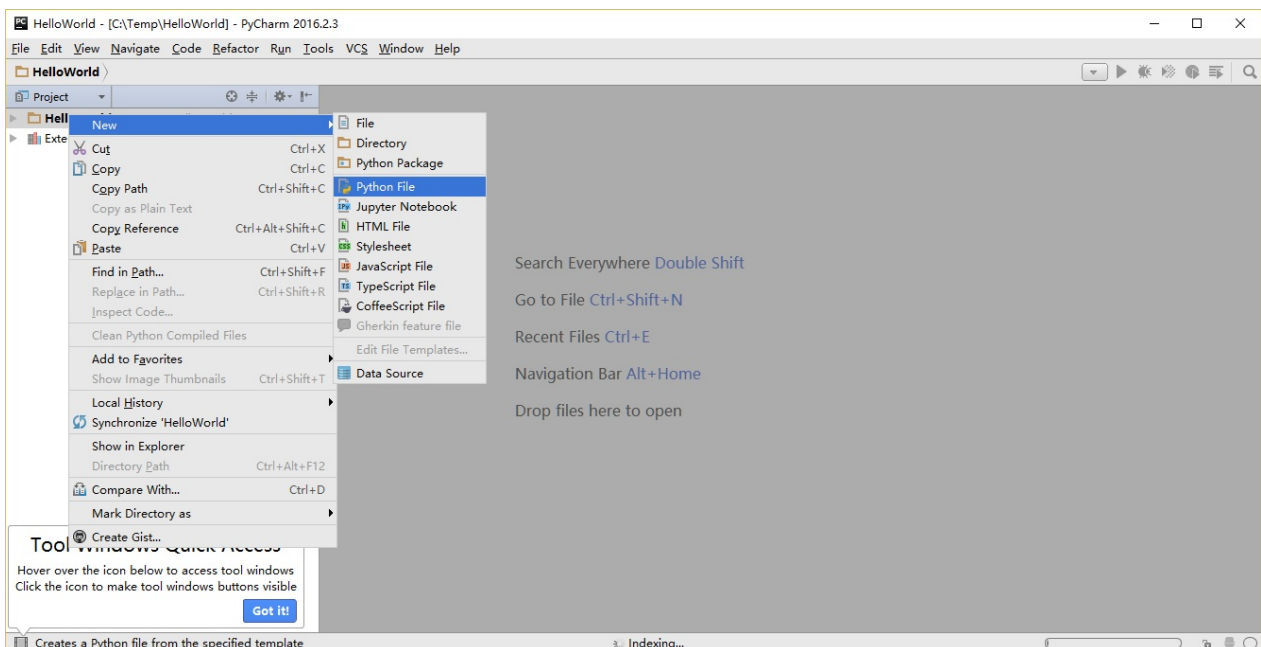 HelloWorld - [C:\Temp\HelloWorld] - PyCharm 2016.2.3
File Edit View Navigate Code Refactor Run Tools VCS Window Help
HelloWorld
Project
Hell
Exte
New
Cut Ctrl+X
Copy Ctrl+C
Copy Path Ctrl+Shift+C
Copy as Plain Text
Copy Reference Ctrl+Alt+Shift+C
Paste Ctrl+V
Find in Path... Ctrl+Shift+F
Replace in Path... Ctrl+Shift+R
Inspect Code...
Clean Python Compiled Files
Add to Favorites
Show Image Thumbnails Ctrl+Shift+T
Local History
Synchronize 'HelloWorld'
Show in Explorer
Directory Path Ctrl+Alt+F12
Compare With... Ctrl+D
Mark Directory as
Create Gist...
File
Directory
Python Package
Python File
Jupyter Notebook
HTML File
Stylesheet
JavaScript File
TypeScript File
CoffeeScript File
Gherkin feature file
Edit File Templates...
Data Source
Search Everywhere Double Shift
Go to File Ctrl+Shift+N
Recent Files Ctrl+E
Navigation Bar Alt+Home
Drop files here to open
Tool Windows Quick Access
Hover over the icon below to access tool windows
Click the icon to make tool windows buttons visible
Got it!
Creates a Python file from the specified template
Indexing...